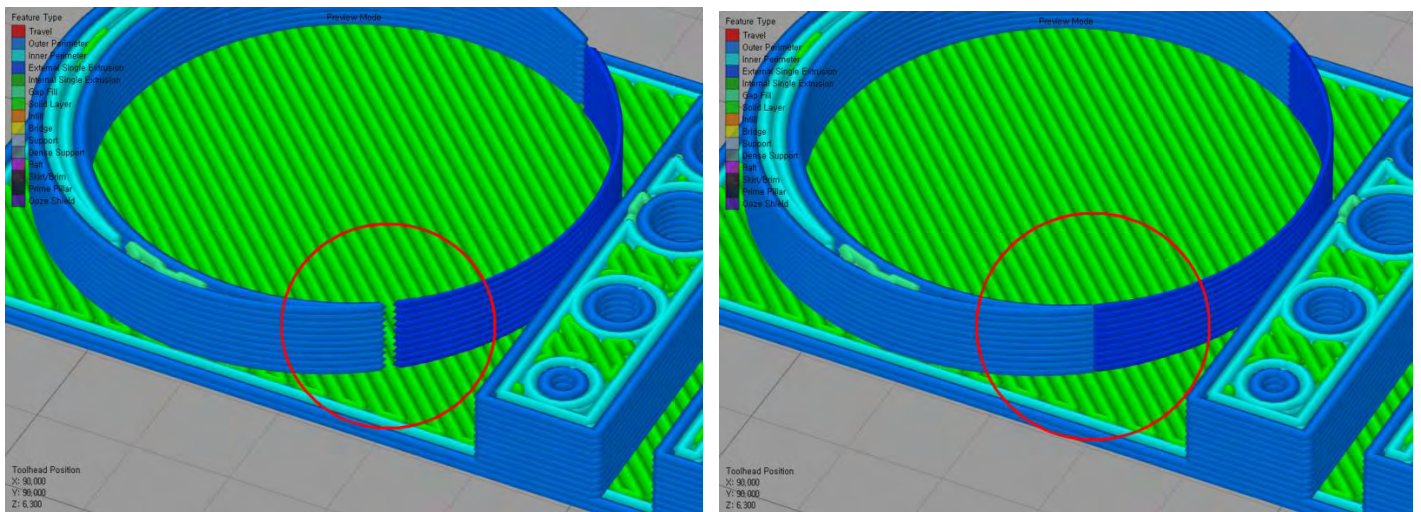 Feature Type
Preview Mode
Travel
Outer Perimeter
Inner Perimeter
External Single Extrusion
Internal Single Extrusion
Gap Fill
Solid Layer
Infill
Bridge
Support
Dense Support
Raft
Skirt/Brim
Prime Pillar
Ooze Shield
Toolhead Position
X: 90,000
Y: 90,000
Z: 6,300
Feature Type
Preview Mode
Travel
Outer Perimeter
Inner Perimeter
External Single Extrusion
Internal Single Extrusion
Gap Fill
Solid Layer
Infill
Bridge
Support
Dense Support
Raft
Skirt/Brim
Prime Pillar
Ooze Shield
Toolhead Position
X: 90,000
Y: 90,000
Z: 6,300